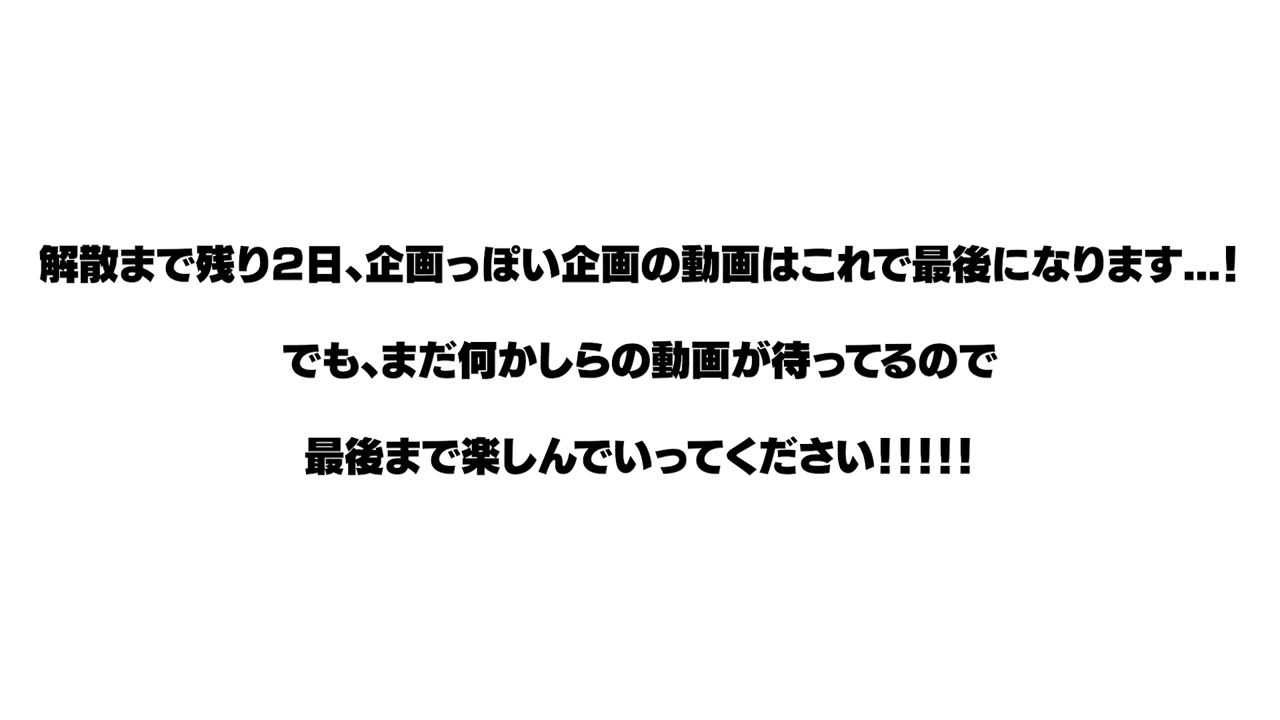 解散まで残り2日、企画っぽい企画の動画はこれで最後になります...！
でも、まだ何かしらの動画が待ってるので
最後まで楽しんでいってください！！！！！